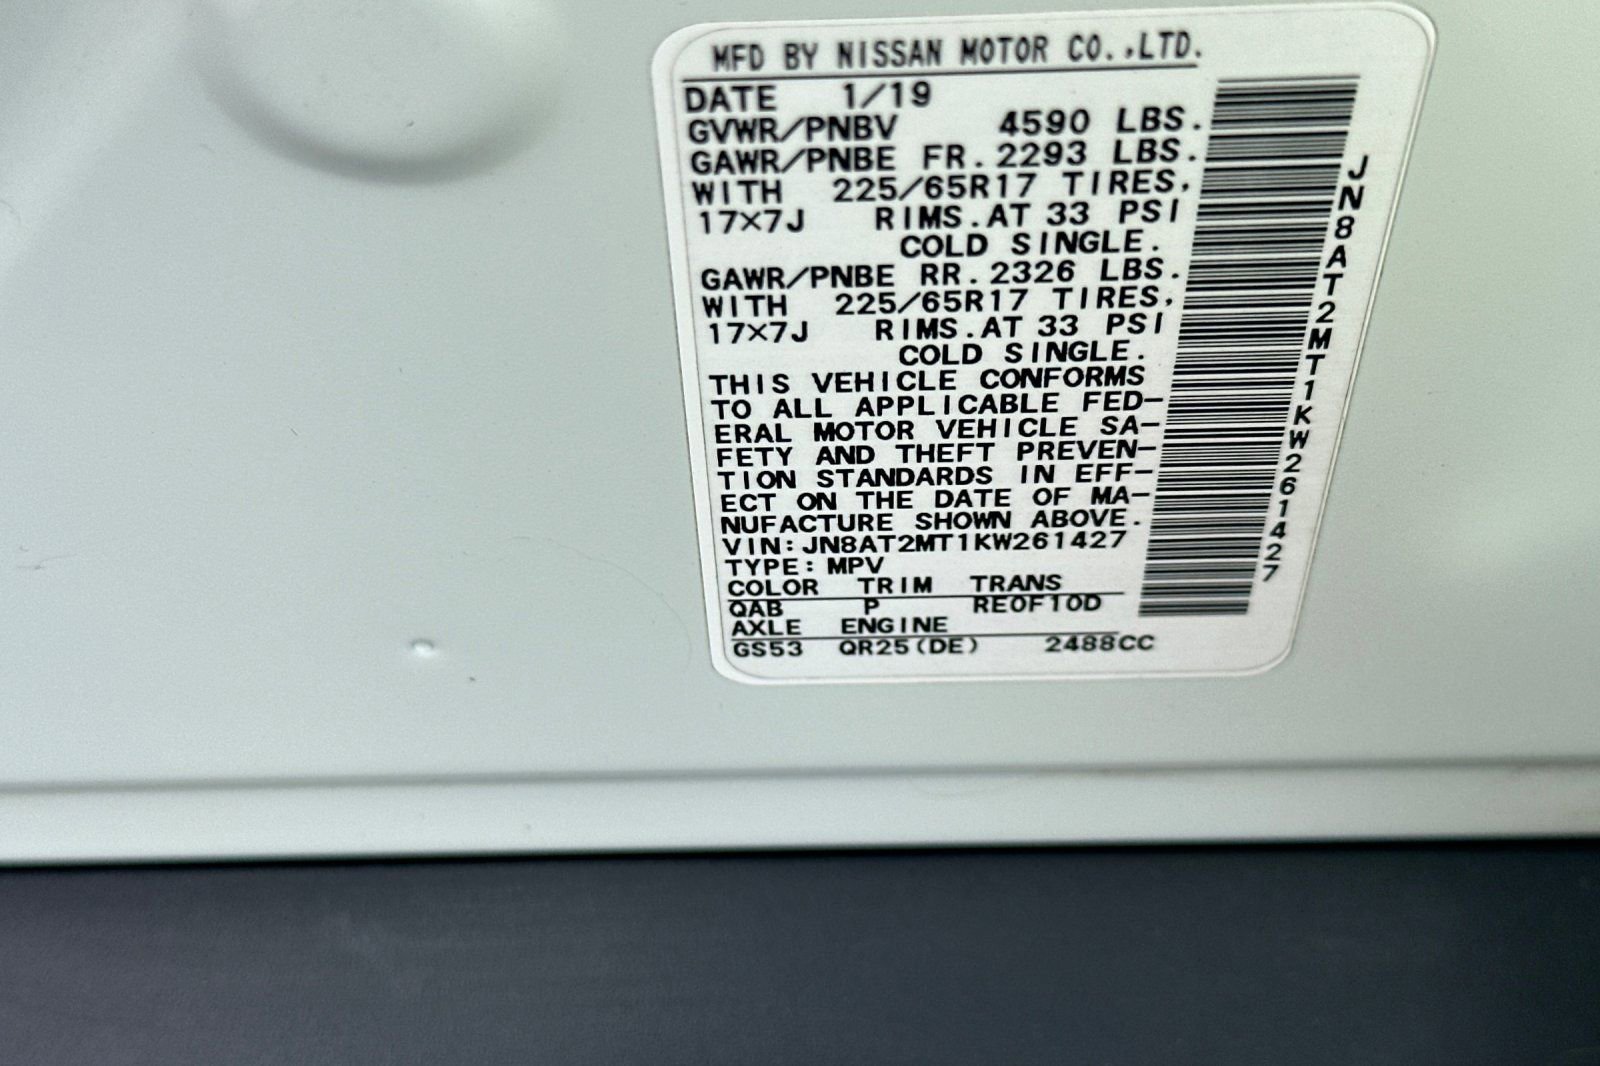 MFD BY NISSAN MOTOR CO.,LTD.
DATE 1/19
GVWR/PNBV 4590 LBS.
GAWR/PNBE FR. 2293 LBS.
WITH 225/65R17 TIRES,
17×7J RIMS.AT 33 PSI
COLD SINGLE.
GAWR/PNBE RR. 2326 LBS.
WITH 225/65R17 TIRES,
17×7J RIMS.AT 33 PSI
COLD SINGLE.
THIS VEHICLE CONFORMS
TO ALL APPLICABLE FED-
ERAL MOTOR VEHICLE SA-
FETY AND THEFT PREVEN-
TION STANDARDS IN EFF-
ECT ON THE DATE OF MA-
NUFACTURE SHOWN ABOVE.
VIN: JN8AT2MT1KW261427
TYPE: MPV
COLOR TRIM TRANS
QAB P RE0F10D
AXLE ENGINE
GS53 QR25(DE) 2488CC
JN8AT2MT1KW261427